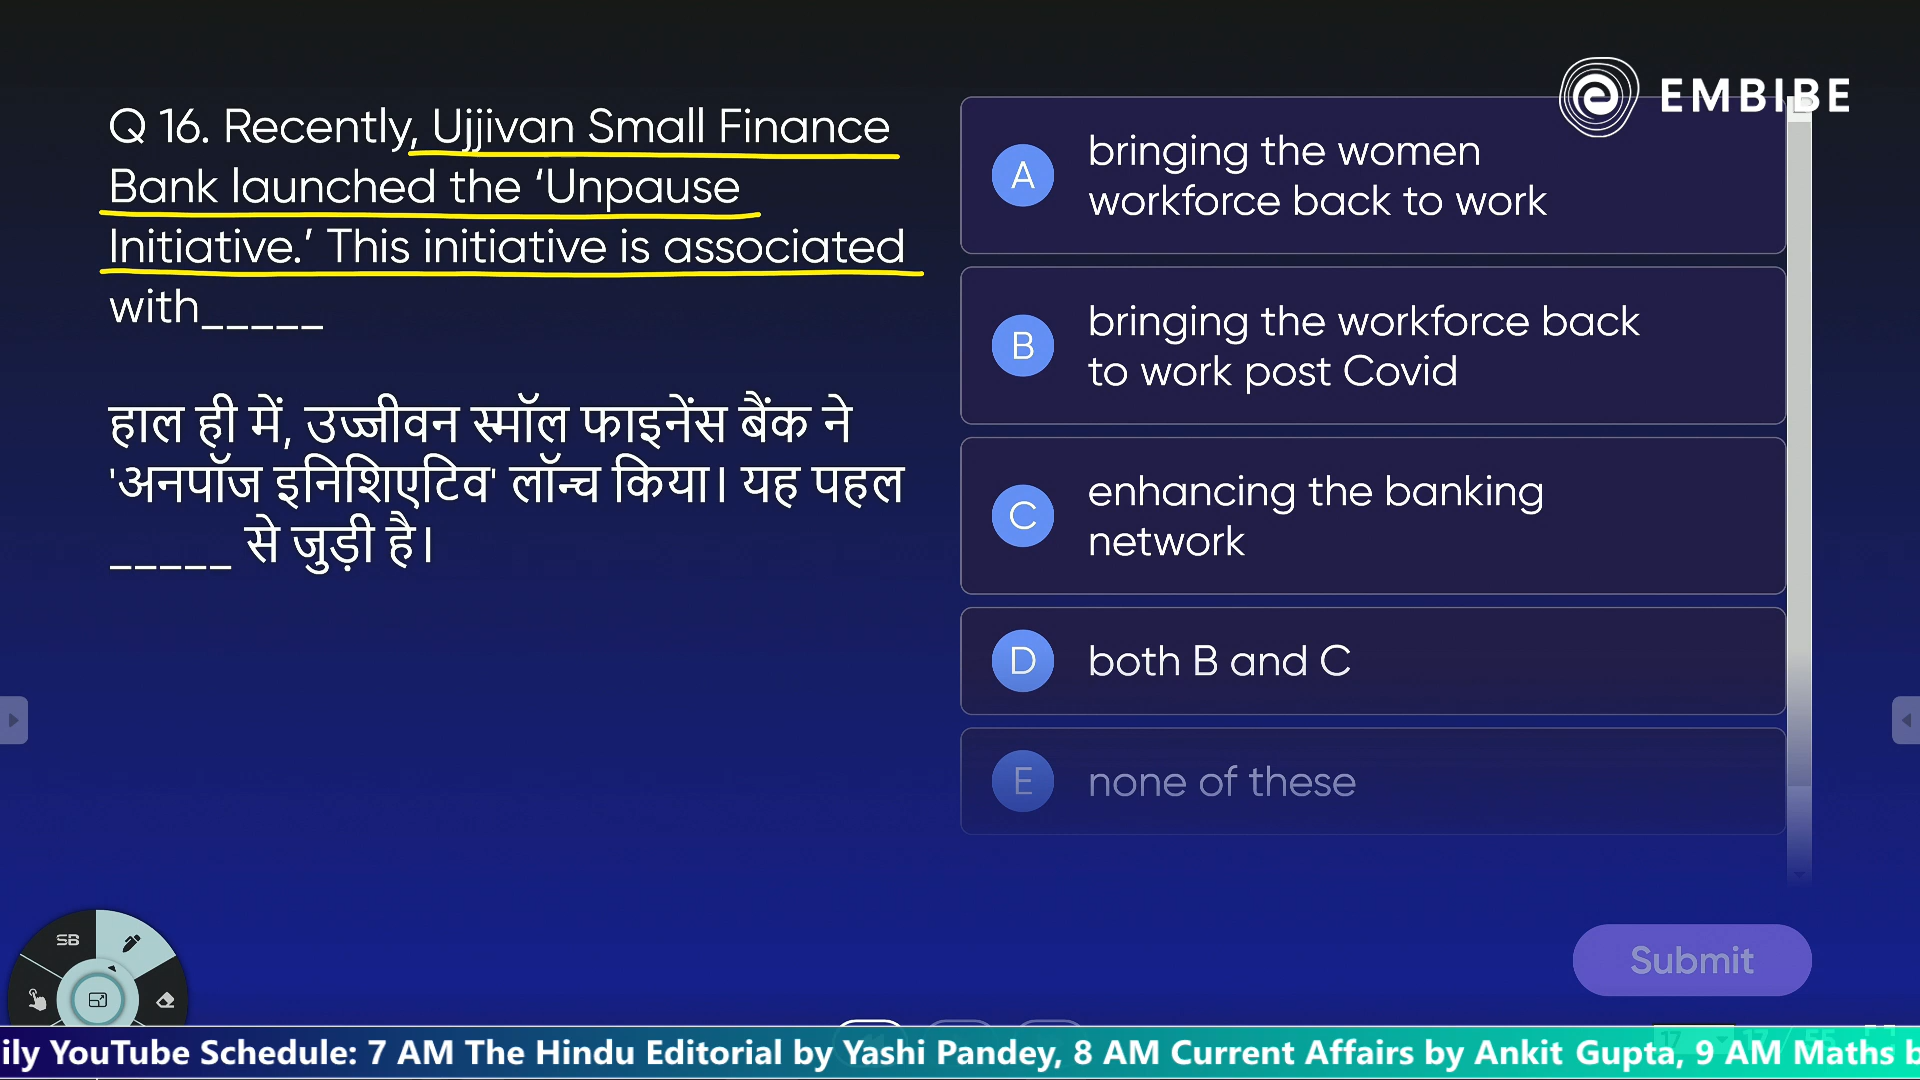 EMBIBE
Q 16. Recently, Ujjivan Small Finance
Bank launched the ‘Unpause
Initiative.’ This initiative is associated
with_____
हाल ही में, उज्जीवन स्मॉल फाइनेंस बैंक ने
'अनपॉज इनिशिएटिव' लॉन्च किया। यह पहल
_____ से जुड़ी है।
A
bringing the women
workforce back to work
B
bringing the workforce back
to work post Covid
C
enhancing the banking
network
D
both B and C
E
none of these
Submit
SB
ily YouTube Schedule: 7 AM The Hindu Editorial by Yashi Pandey, 8 AM Current Affairs by Ankit Gupta, 9 AM Maths b